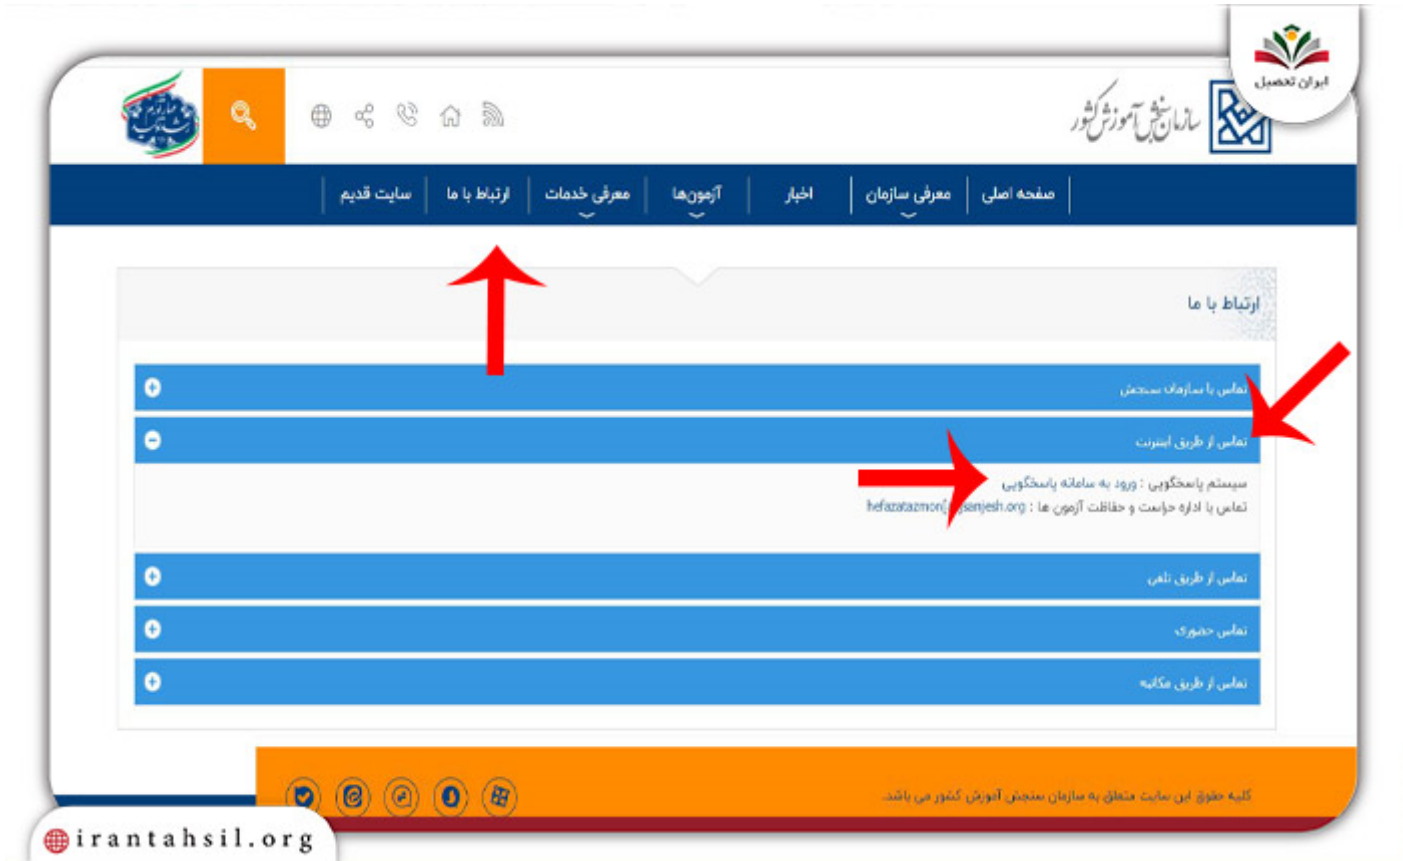 ایران تحصیل
سازمان سنجش آموزش کشور
صفحه اصلی
معرفی سازمان
اخبار
آزمون‌ها
معرفی خدمات
ارتباط با ما
سایت قدیم
ارتباط با ما
تماس با سازمان سنجش
تماس از طریق اینترنت
سیستم پاسخگویی : ورود به سامانه پاسخگویی
تماس با اداره حراست و حفاظت آزمون ها : hefazatazmon[ sanjesh.org
تماس از طریق تلفن
تماس حضوری
تماس از طریق مکاتبه
کلیه حقوق این سایت متعلق به سازمان سنجش آموزش کشور می باشد.
irantahsil.org